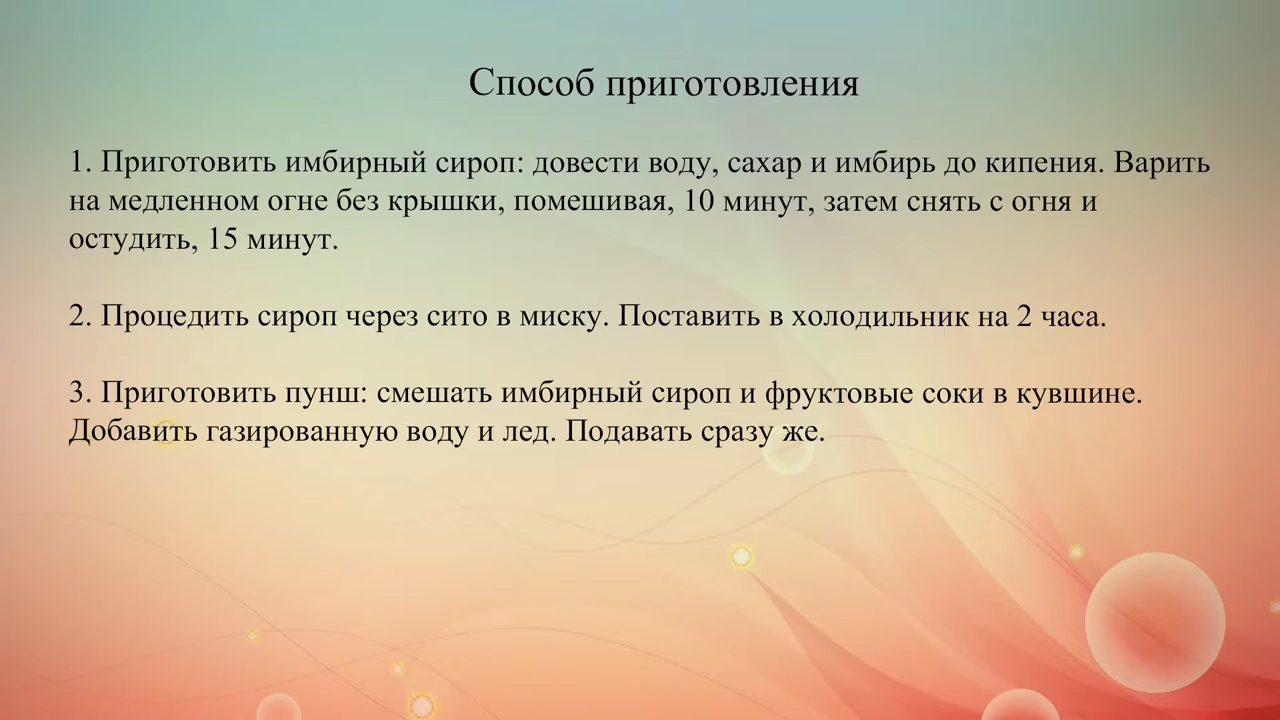 Способ приготовления
1. Приготовить имбирный сироп: довести воду, сахар и имбирь до кипения. Варить
на медленном огне без крышки, помешивая, 10 минут, затем снять с огня и
остудить, 15 минут.
2. Процедить сироп через сито в миску. Поставить в холодильник на 2 часа.
3. Приготовить пунш: смешать имбирный сироп и фруктовые соки в кувшине.
Добавить газированную воду и лед. Подавать сразу же.